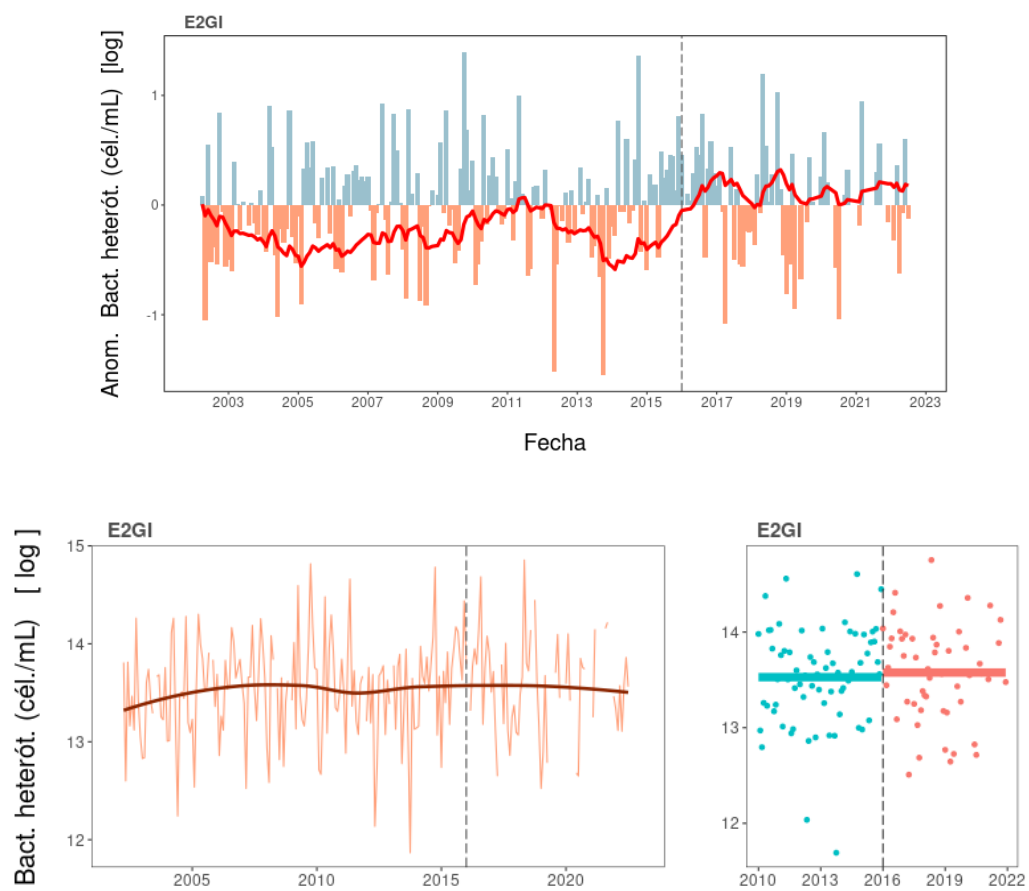 E2GI
Anom. Bact. heterót. (cél./mL) [log]
1
0
-1
2003 2005 2007 2009 2011 2013 2015 2017 2019 2021 2023
Fecha
E2GI
Bact. heterót. (cél./mL) [ log ]
15
14
13
12
2005 2010 2015 2020
E2GI
14
13
12
2010 2013 2016 2019 2022